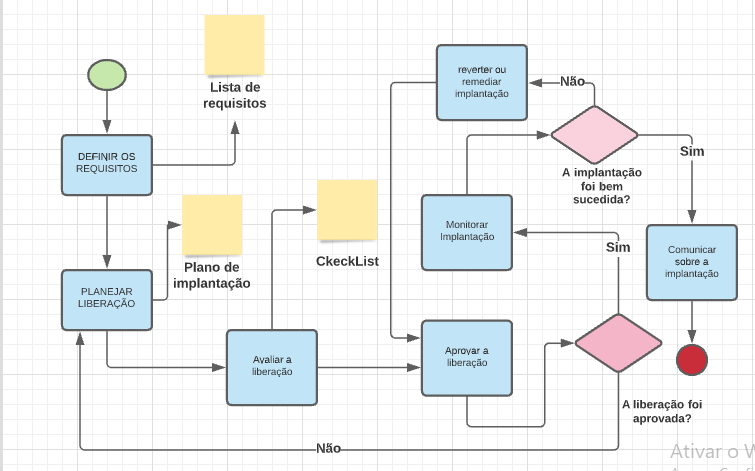 Lista de
requisitos
reverter ou
remediar
implantação
Não
DEFINIR OS
REQUISITOS
Sim
A implantação
foi bem
sucedida?
Plano de
implantação
CkeckList
Monitorar
Implantação
Sim
Comunicar
sobre a
implantação
PLANEJAR
LIBERAÇÃO
Avaliar a
liberação
Aprovar a
liberação
A liberação foi
aprovada?
Não
Ativar o W